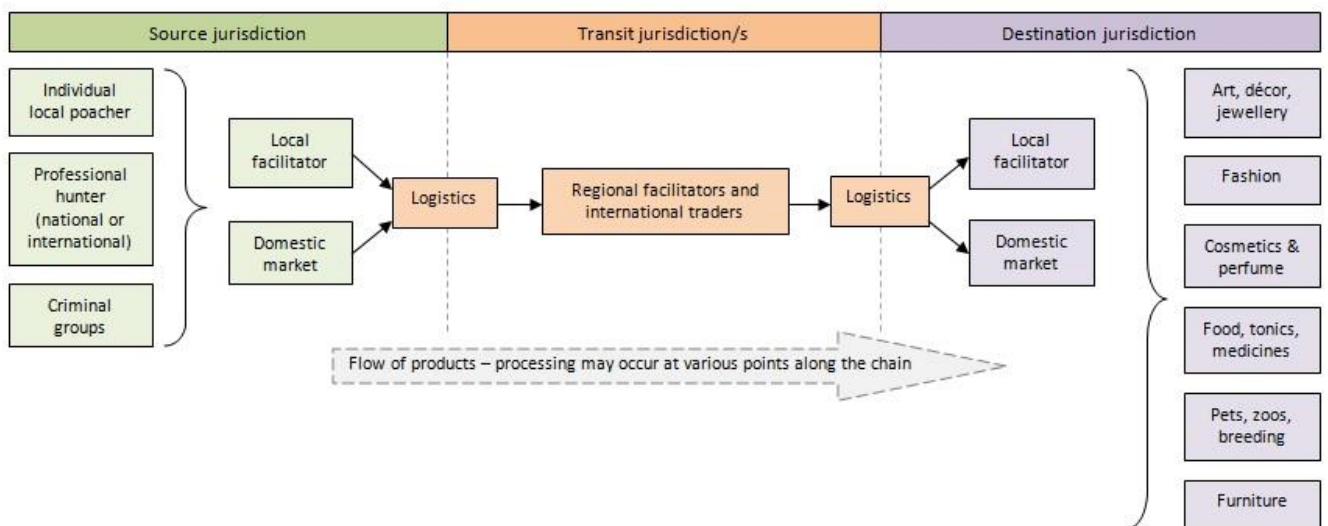 Source jurisdiction
Transit jurisdiction/s
Destination jurisdiction
Individual
local poacher
Professional
hunter
(national or
international)
Criminal
groups
Local
facilitator
Domestic
market
Logistics
Regional facilitators and
international traders
Logistics
Local
facilitator
Domestic
market
Art, décor,
jewellery
Fashion
Cosmetics &
perfume
Food, tonics,
medicines
Pets, zoos,
breeding
Furniture
Flow of products – processing may occur at various points along the chain